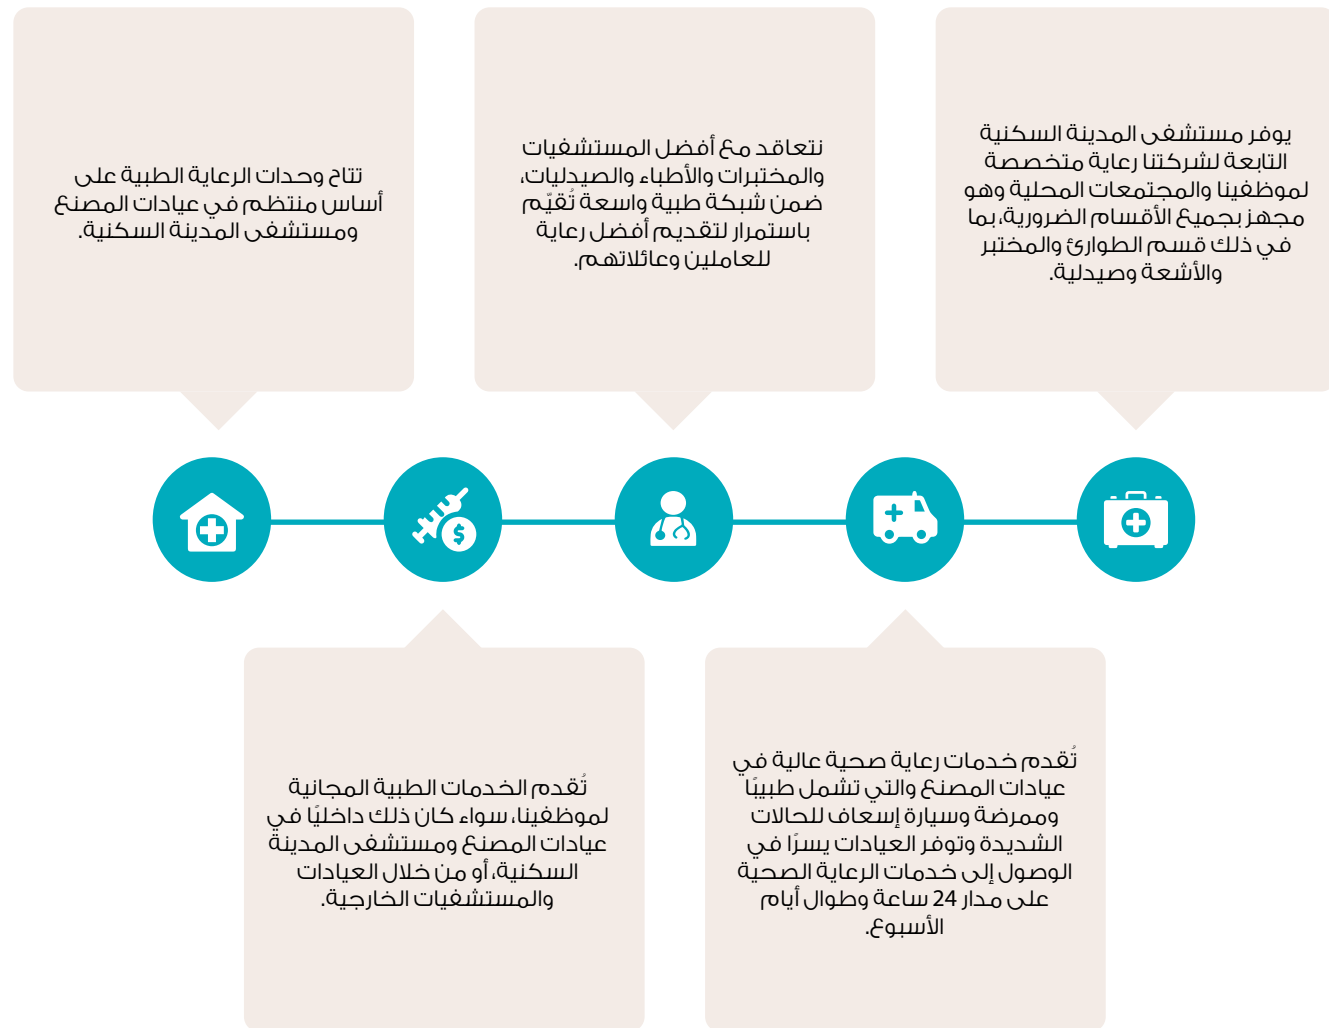 يوفر مستشفى المدينة السكنية
التابعة لشركتنا رعاية متخصصة
لموظفينا والمجتمعات المحلية وهو
مجهز بجميع الأقسام الضرورية، بما
في ذلك قسم الطوارئ والمختبر
والأشعة وصيدلية.
نتعاقد مع أفضل المستشفيات
والمختبرات والأطباء والصيدليات،
ضمن شبكة طبية واسعة تُقيّم
باستمرار لتقديم أفضل رعاية
للعاملين وعائلاتهم.
تتاح وحدات الرعاية الطبية على
أساس منتظم في عيادات المصنع
ومستشفى المدينة السكنية.
$
تُقدم خدمات رعاية صحية عالية في
عيادات المصنع والتي تشمل طبيبًا
وممرضة وسيارة إسعاف للحالات
الشديدة وتوفر العيادات يسرًا في
الوصول إلى خدمات الرعاية الصحية
على مدار 24 ساعة وطوال أيام
الأسبوع.
تُقدم الخدمات الطبية المجانية
لموظفينا، سواء كان ذلك داخليًا في
عيادات المصنع ومستشفى المدينة
السكنية، أو من خلال العيادات
والمستشفيات الخارجية.